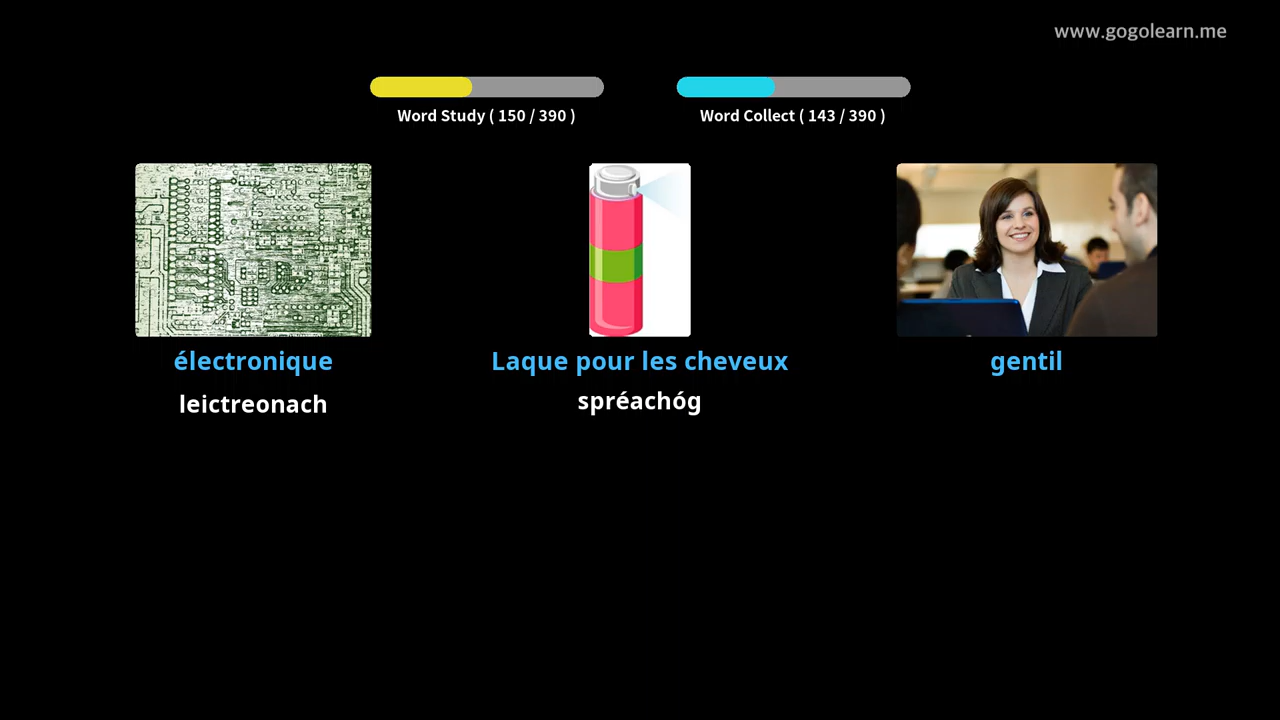 www.gogolearn.me
Word Study ( 150 / 390 )
Word Collect ( 143 / 390 )
électronique
Laque pour les cheveux
gentil
leictreonach
spréachóg